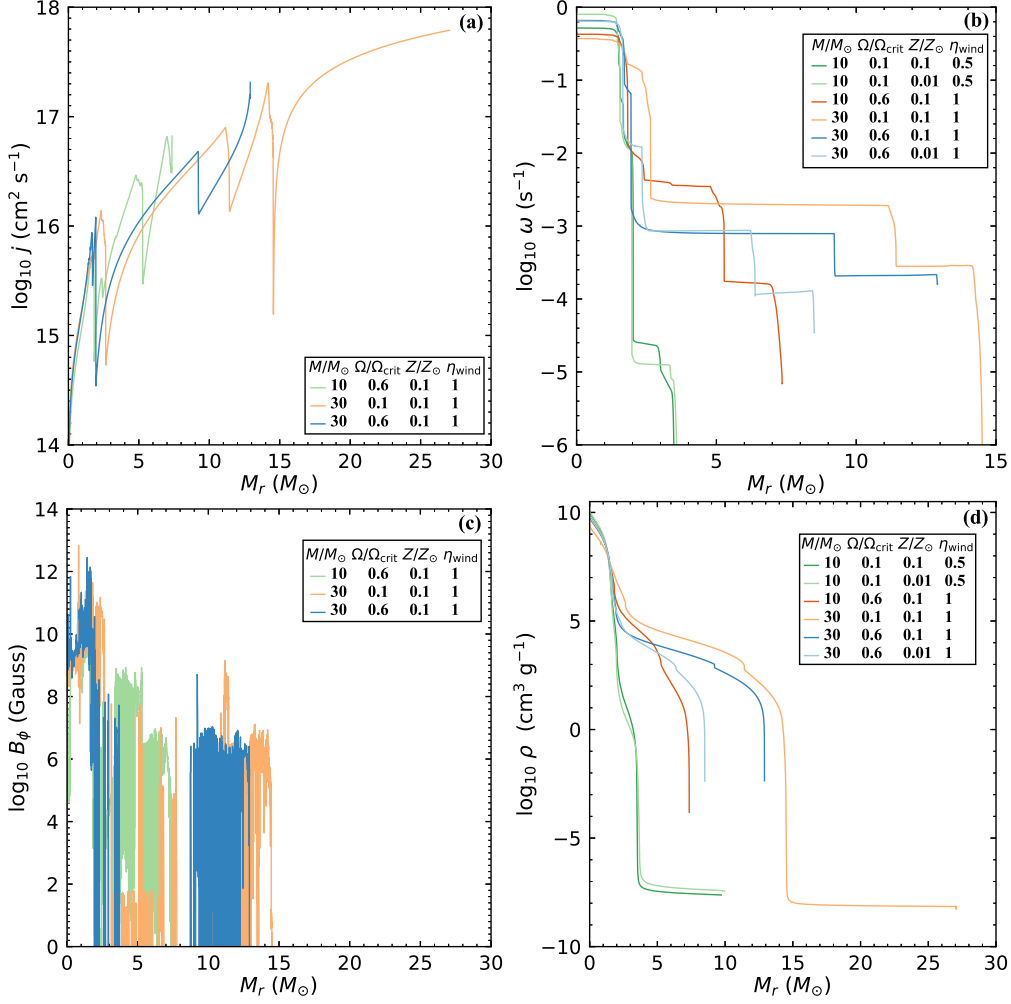 (a)
18
17
16
15
14
log₁₀ j (cm² s⁻¹)
M/M⊙ Ω/Ωcrit Z/Z⊙ ηwind
10 0.6 0.1 1
30 0.1 0.1 1
30 0.6 0.1 1
0 5 10 15 20 25 30
Mᵣ (M⊙)
(b)
0
−1
−2
−3
−4
−5
−6
log₁₀ ω (s⁻¹)
M/M⊙ Ω/Ωcrit Z/Z⊙ ηwind
10 0.1 0.1 0.5
10 0.1 0.01 0.5
10 0.6 0.1 1
30 0.1 0.1 1
30 0.6 0.1 1
30 0.6 0.01 1
0 5 10 15
Mᵣ (M⊙)
(c)
14
12
10
8
6
4
2
0
log₁₀ Bϕ (Gauss)
M/M⊙ Ω/Ωcrit Z/Z⊙ ηwind
10 0.6 0.1 1
30 0.1 0.1 1
30 0.6 0.1 1
0 5 10 15 20 25 30
Mᵣ (M⊙)
(d)
10
5
0
−5
−10
log₁₀ ρ (cm³ g⁻¹)
M/M⊙ Ω/Ωcrit Z/Z⊙ ηwind
10 0.1 0.1 0.5
10 0.1 0.01 0.5
10 0.6 0.1 1
30 0.1 0.1 1
30 0.6 0.1 1
30 0.6 0.01 1
0 5 10 15 20 25 30
Mᵣ (M⊙)